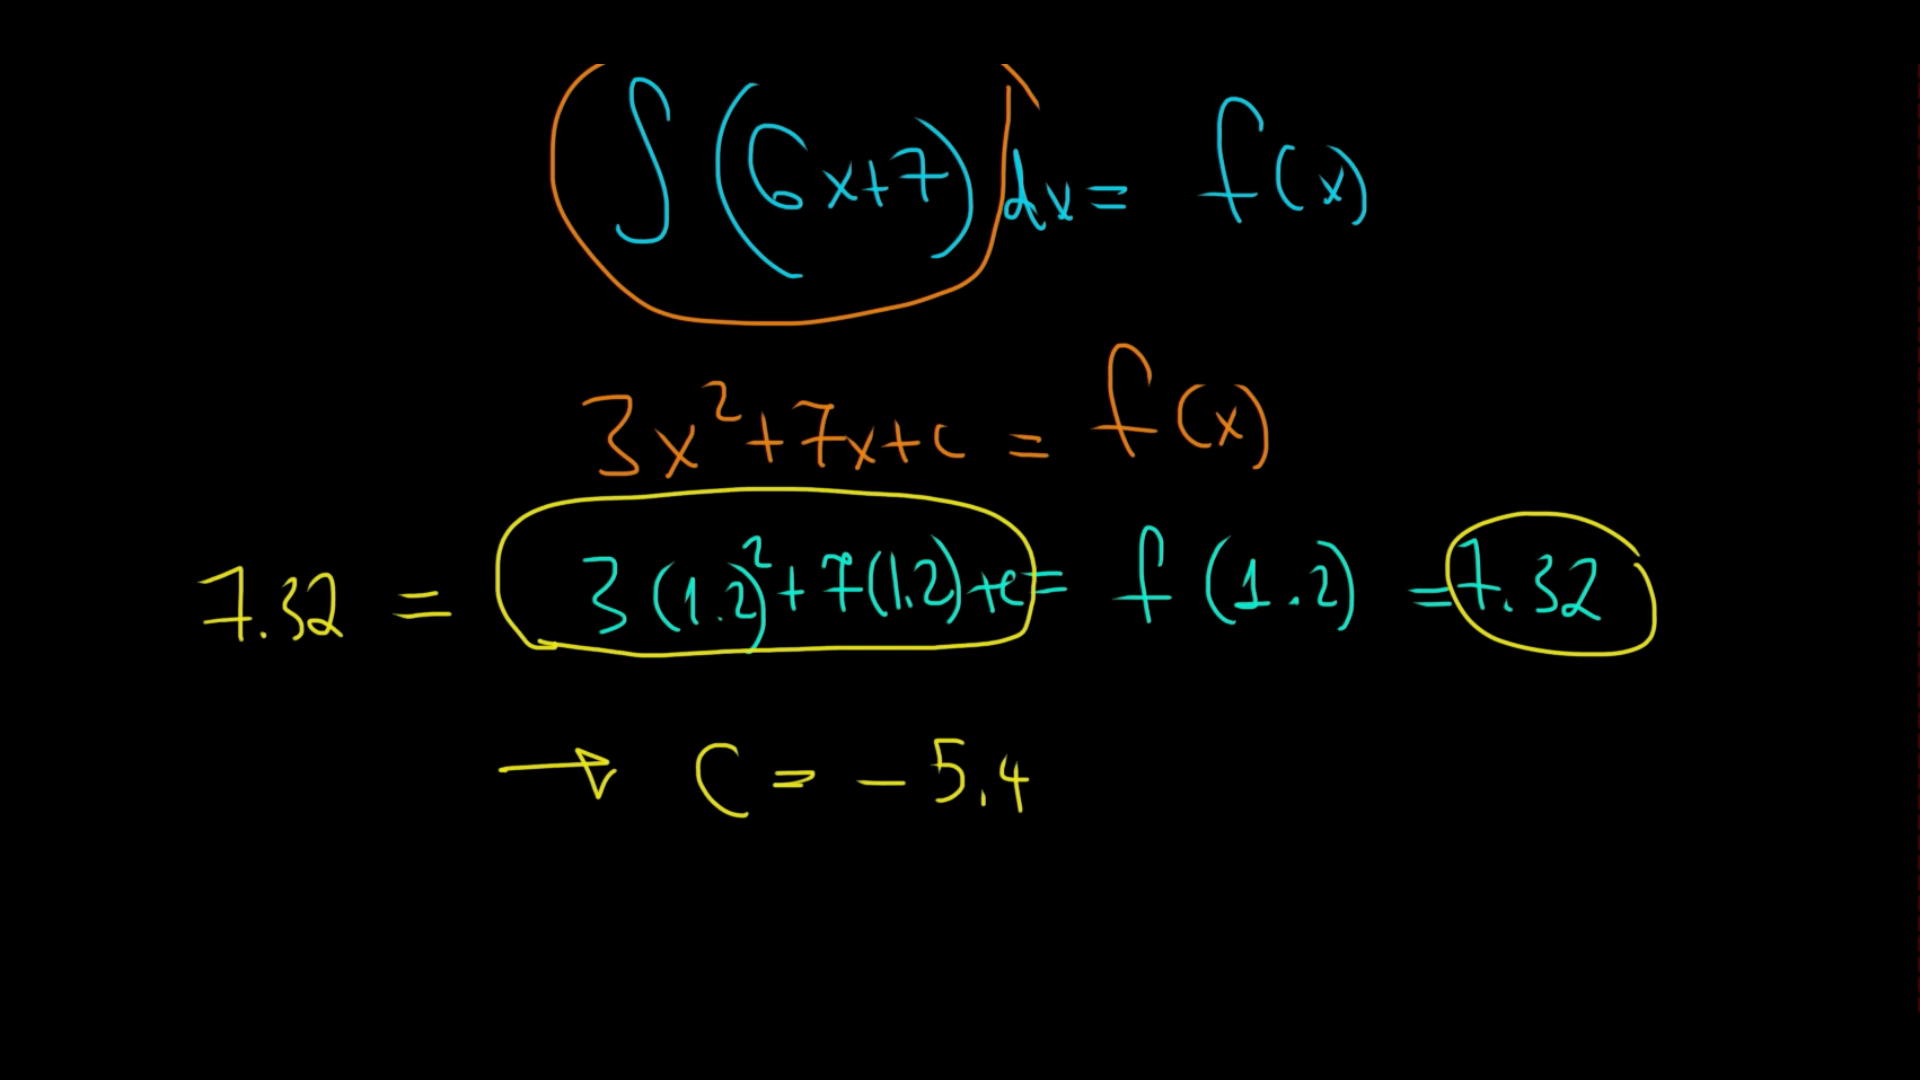 ∫(6x+7)dx = f(x)
3x²+7x+c = f(x)
7.32 = 3(1.2)²+7(1.2)+c = f(1.2) = 7.32
→ C = -5.4